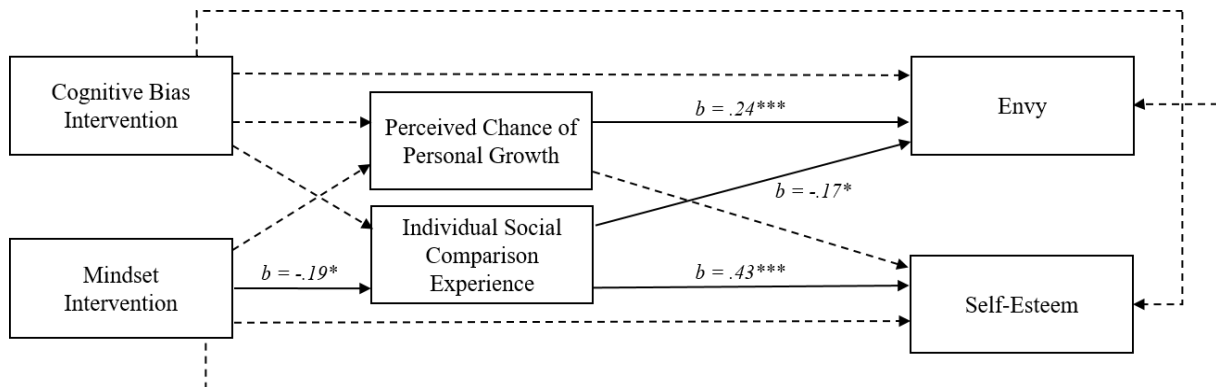 Cognitive Bias
Intervention
Perceived Chance of
Personal Growth
b = .24***
Envy
b = -.17*
Mindset
Intervention
b = -.19*
Individual Social
Comparison
Experience
b = .43***
Self-Esteem